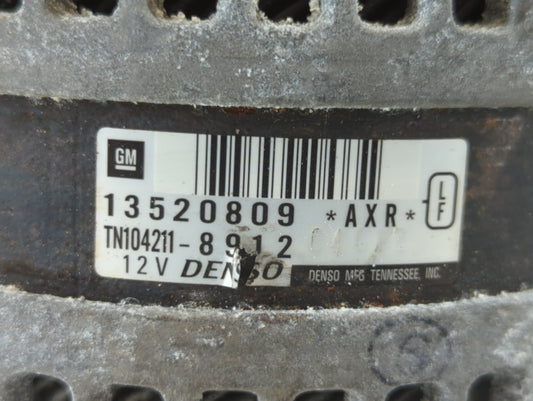 GM
13520809 *AXR* L F
TN104211-8912
12V DENSO DENSO MFG TENNESSEE, INC.